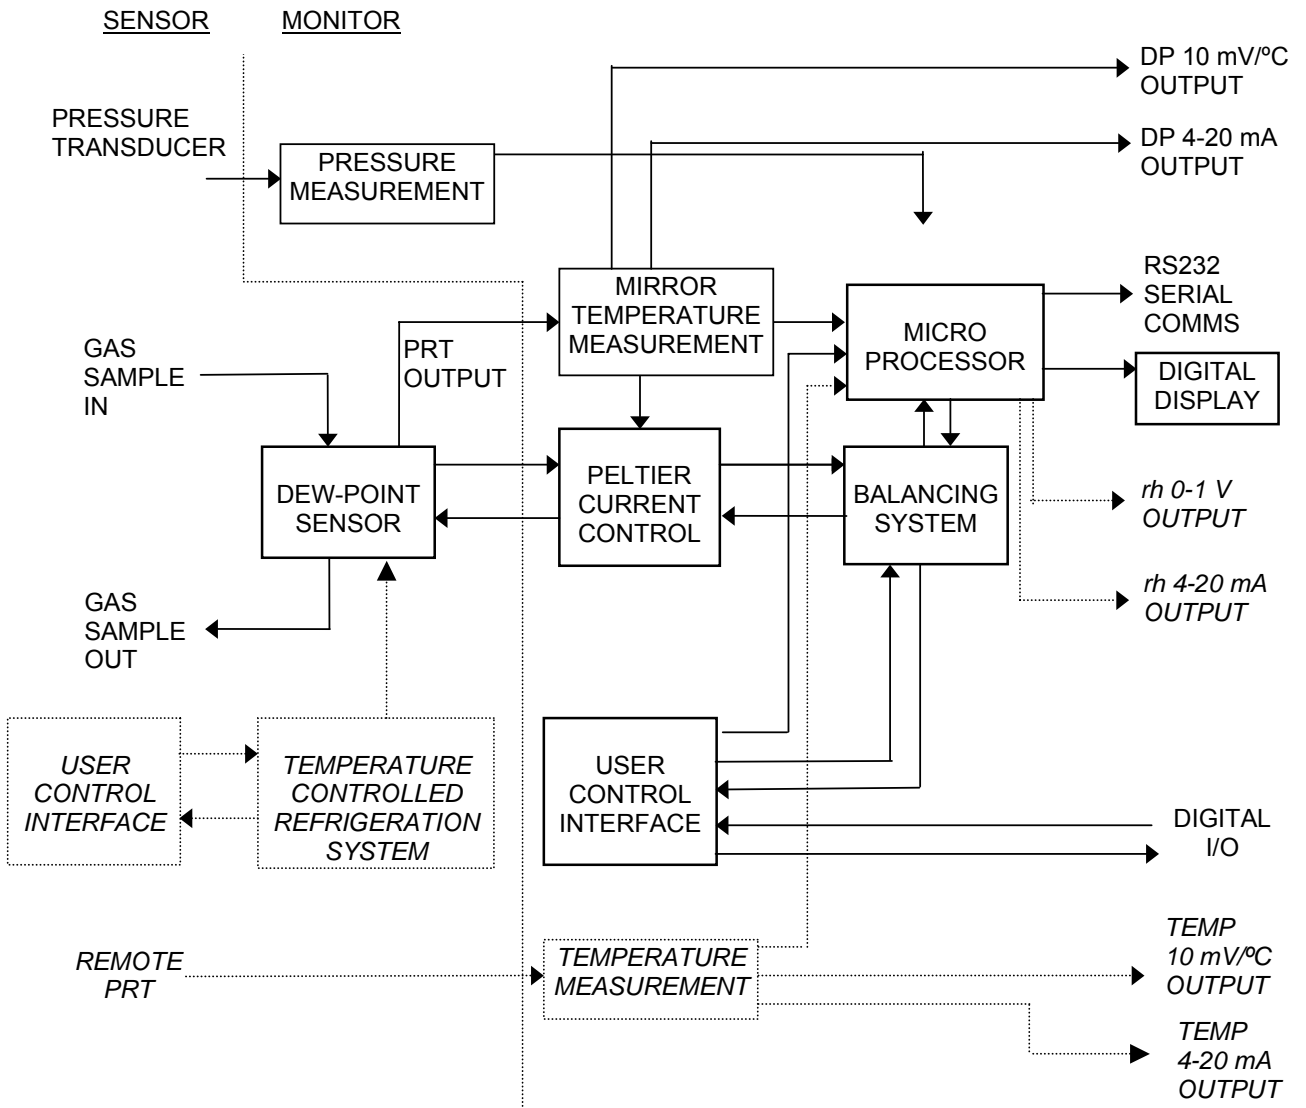 SENSOR
MONITOR
DP 10 mV/ºC
OUTPUT
PRESSURE
TRANSDUCER
DP 4-20 mA
OUTPUT
PRESSURE
MEASUREMENT
RS232
SERIAL
COMMS
MIRROR
TEMPERATURE
MEASUREMENT
MICRO
PROCESSOR
GAS
SAMPLE
IN
PRT
OUTPUT
DIGITAL
DISPLAY
DEW-POINT
SENSOR
PELTIER
CURRENT
CONTROL
BALANCING
SYSTEM
rh 0-1 V
OUTPUT
rh 4-20 mA
OUTPUT
GAS
SAMPLE
OUT
USER
CONTROL
INTERFACE
TEMPERATURE
CONTROLLED
REFRIGERATION
SYSTEM
USER
CONTROL
INTERFACE
DIGITAL
I/O
REMOTE
PRT
TEMPERATURE
MEASUREMENT
TEMP
10 mV/ºC
OUTPUT
TEMP
4-20 mA
OUTPUT